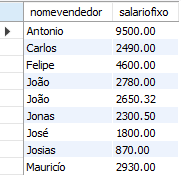 nomevendedor salariofixo
Antonio 9500.00
Carlos 2490.00
Felipe 4600.00
João 2780.00
João 2650.32
Jonas 2300.50
José 1800.00
Josias 870.00
Mauricío 2930.00